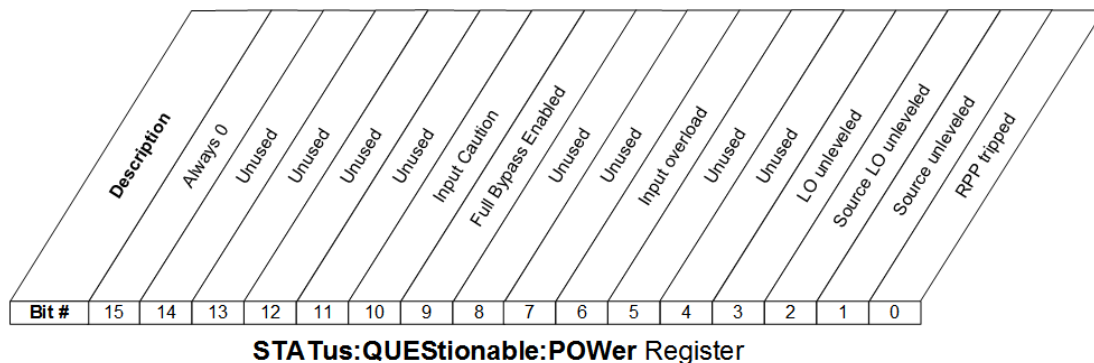 Description
Always 0
Unused
Unused
Unused
Unused
Input Caution
Full Bypass Enabled
Unused
Unused
Input overload
Unused
Unused
LO unleveled
Source LO unleveled
Source unleveled
RPP tripped
Bit # 15 14 13 12 11 10 9 8 7 6 5 4 3 2 1 0
STATus:QUEStionable:POWer Register